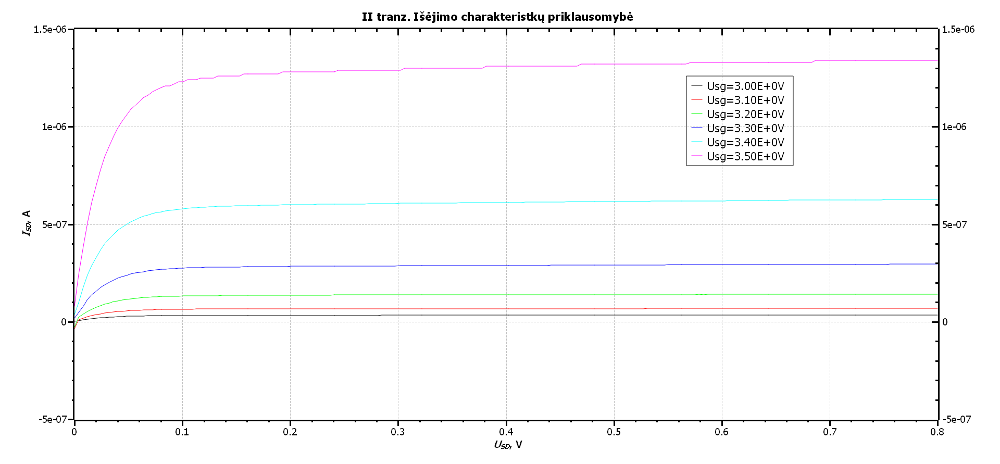 II tranz. Išėjimo charakteristkų priklausomybė
1.5e-06
1e-06
5e-07
0
-5e-07
1.5e-06
1e-06
5e-07
0
-5e-07
I_SD, A
Usg=3.00E+0V
Usg=3.10E+0V
Usg=3.20E+0V
Usg=3.30E+0V
Usg=3.40E+0V
Usg=3.50E+0V
0 0.1 0.2 0.3 0.4 0.5 0.6 0.7 0.8
U_SD, V